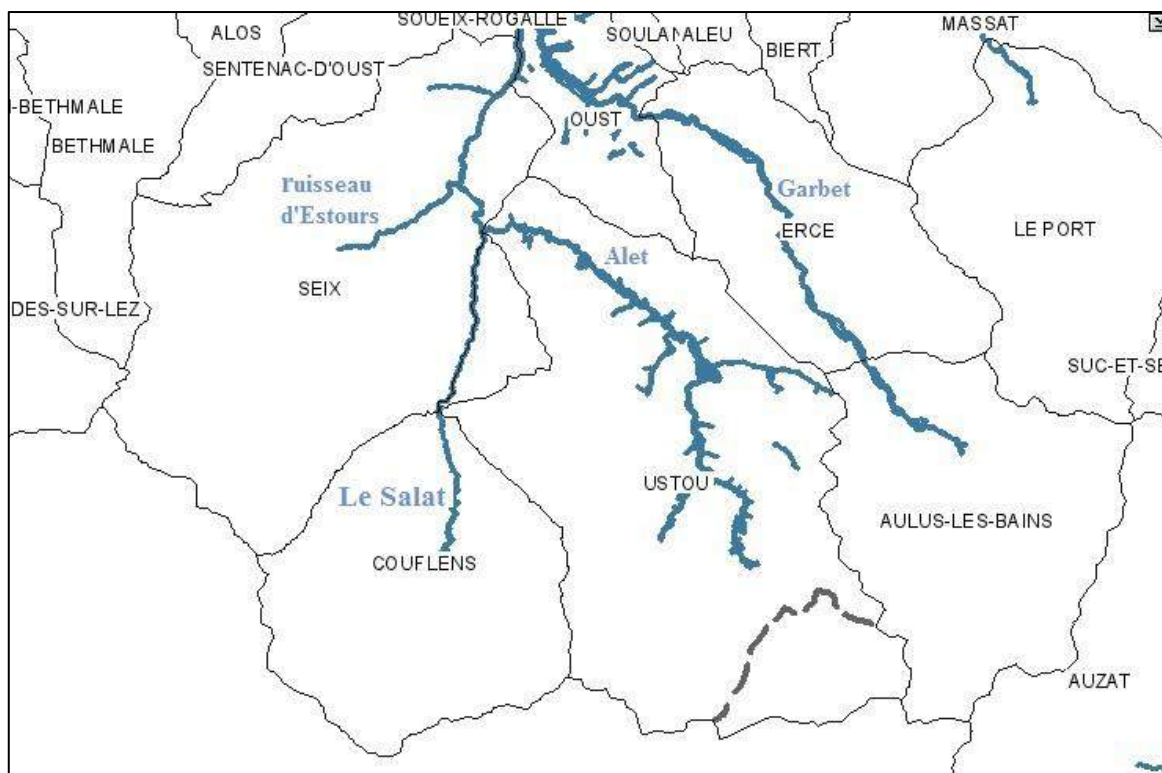 SOUEIX-ROGALLE
MASSAT
ALOS
SOULAN
ALEU
BIERT
SENTENAC-D'OUST
-BETHMALE
OUST
BETHMALE
ruisseau
d'Estours
Garbet
LE PORT
ERCE
Alet
SEIX
DES-SUR-LEZ
SUC-ET-SE
Le Salat
USTOU
AULUS-LES-BAINS
COUFLENS
AUZAT